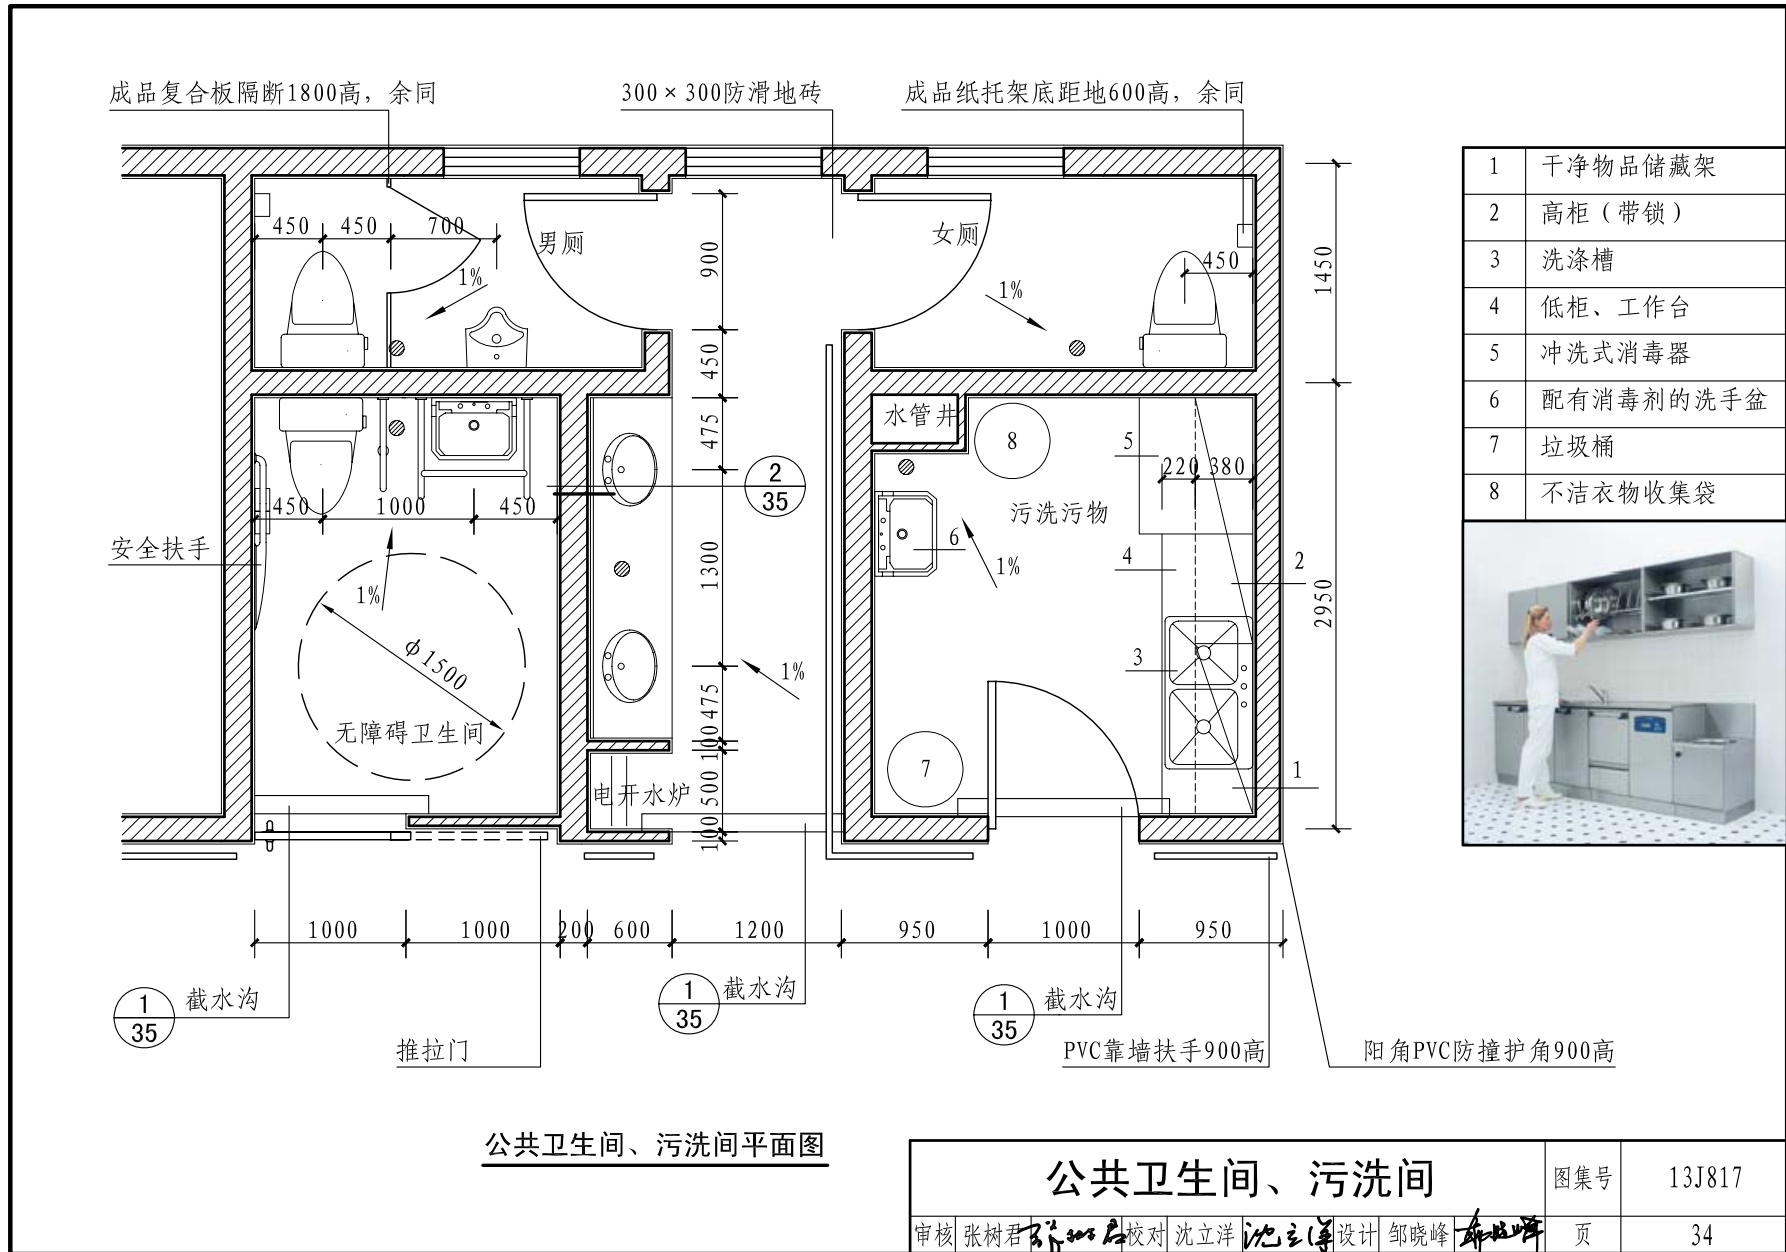 成品复合板隔断1800高，余同
300×300防滑地砖
成品纸托架底距地600高，余同
1 干净物品储藏架
2 高柜（带锁）
3 洗涤槽
4 低柜、工作台
5 冲洗式消毒器
6 配有消毒剂的洗手盆
7 垃圾桶
8 不洁衣物收集袋
450 450 700
男厕
女厕
1%
1%
450
900
450
475
1300
475
100
500
100
1450
2950
水管井
8
5
220 380
2
35
450 1000 450
污洗污物
6
1%
4
2
安全扶手
1%
φ1500
无障碍卫生间
1%
3
7
1
电开水炉
1000 1000 200 600 1200 950 1000 950
1
35
截水沟
1
35
截水沟
1
35
截水沟
推拉门
PVC靠墙扶手900高
阳角PVC防撞护角900高
公共卫生间、污洗间平面图
公共卫生间、污洗间 图集号 13J817
审核 张树君 校对 沈立洋 沈立洋 设计 邹晓峰 页 34